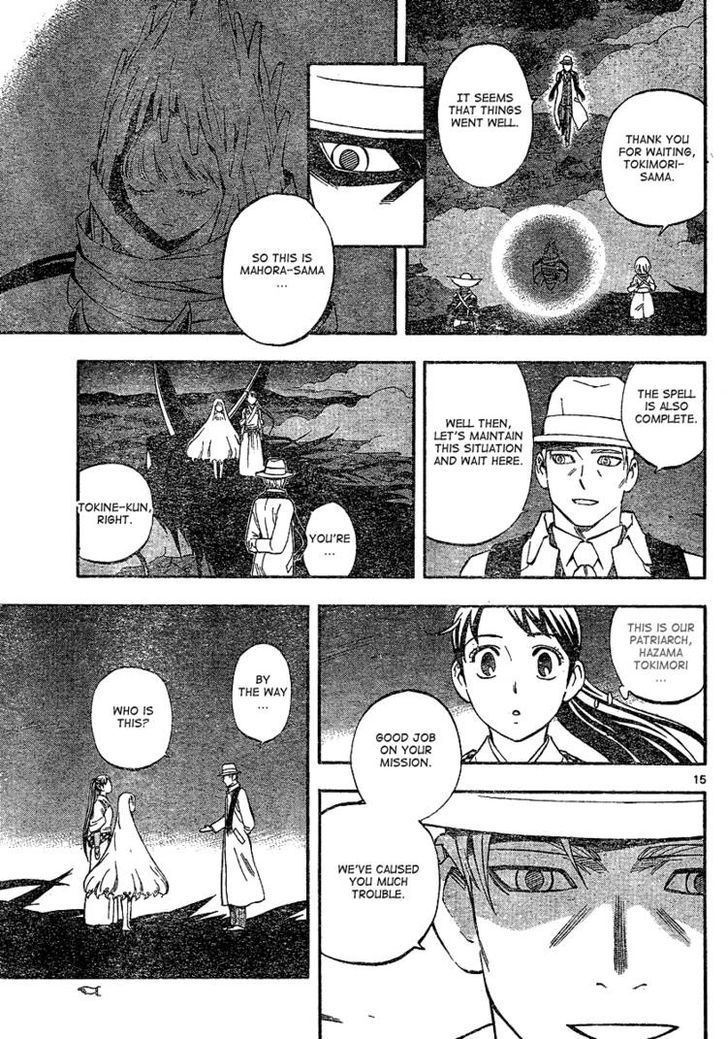 THANK YOU
FOR WAITING,
TOKIMORI-
SAMA.
IT SEEMS
THAT THINGS
WENT WELL.
SO THIS IS
MAHORA-SAMA
...
THE SPELL
IS ALSO
COMPLETE.
WELL THEN,
LET'S MAINTAIN
THIS SITUATION
AND WAIT HERE.
YOU'RE ...
TOKINE-KUN,
RIGHT.
THIS IS OUR
PATRIARCH,
HAZAMA
TOKIMORI
...
GOOD JOB
ON YOUR
MISSION.
15
WE'VE CAUSED
YOU MUCH
TROUBLE.
BY
THE WAY
...
WHO IS
THIS?